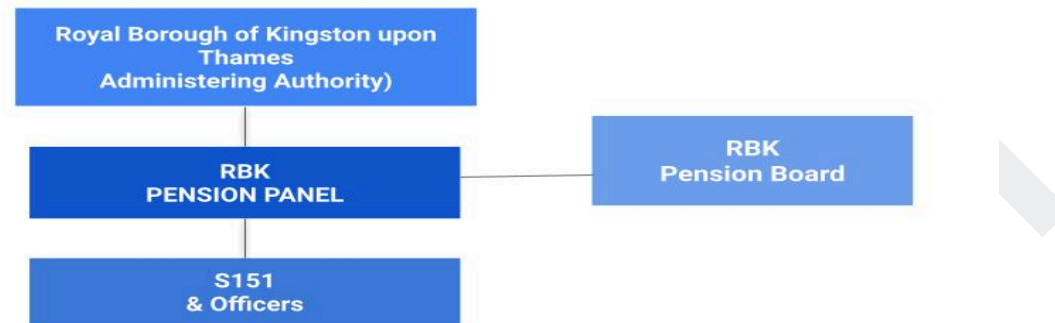 Royal Borough of Kingston upon
Thames
Administering Authority)
RBK
PENSION PANEL
RBK
Pension Board
S151
& Officers